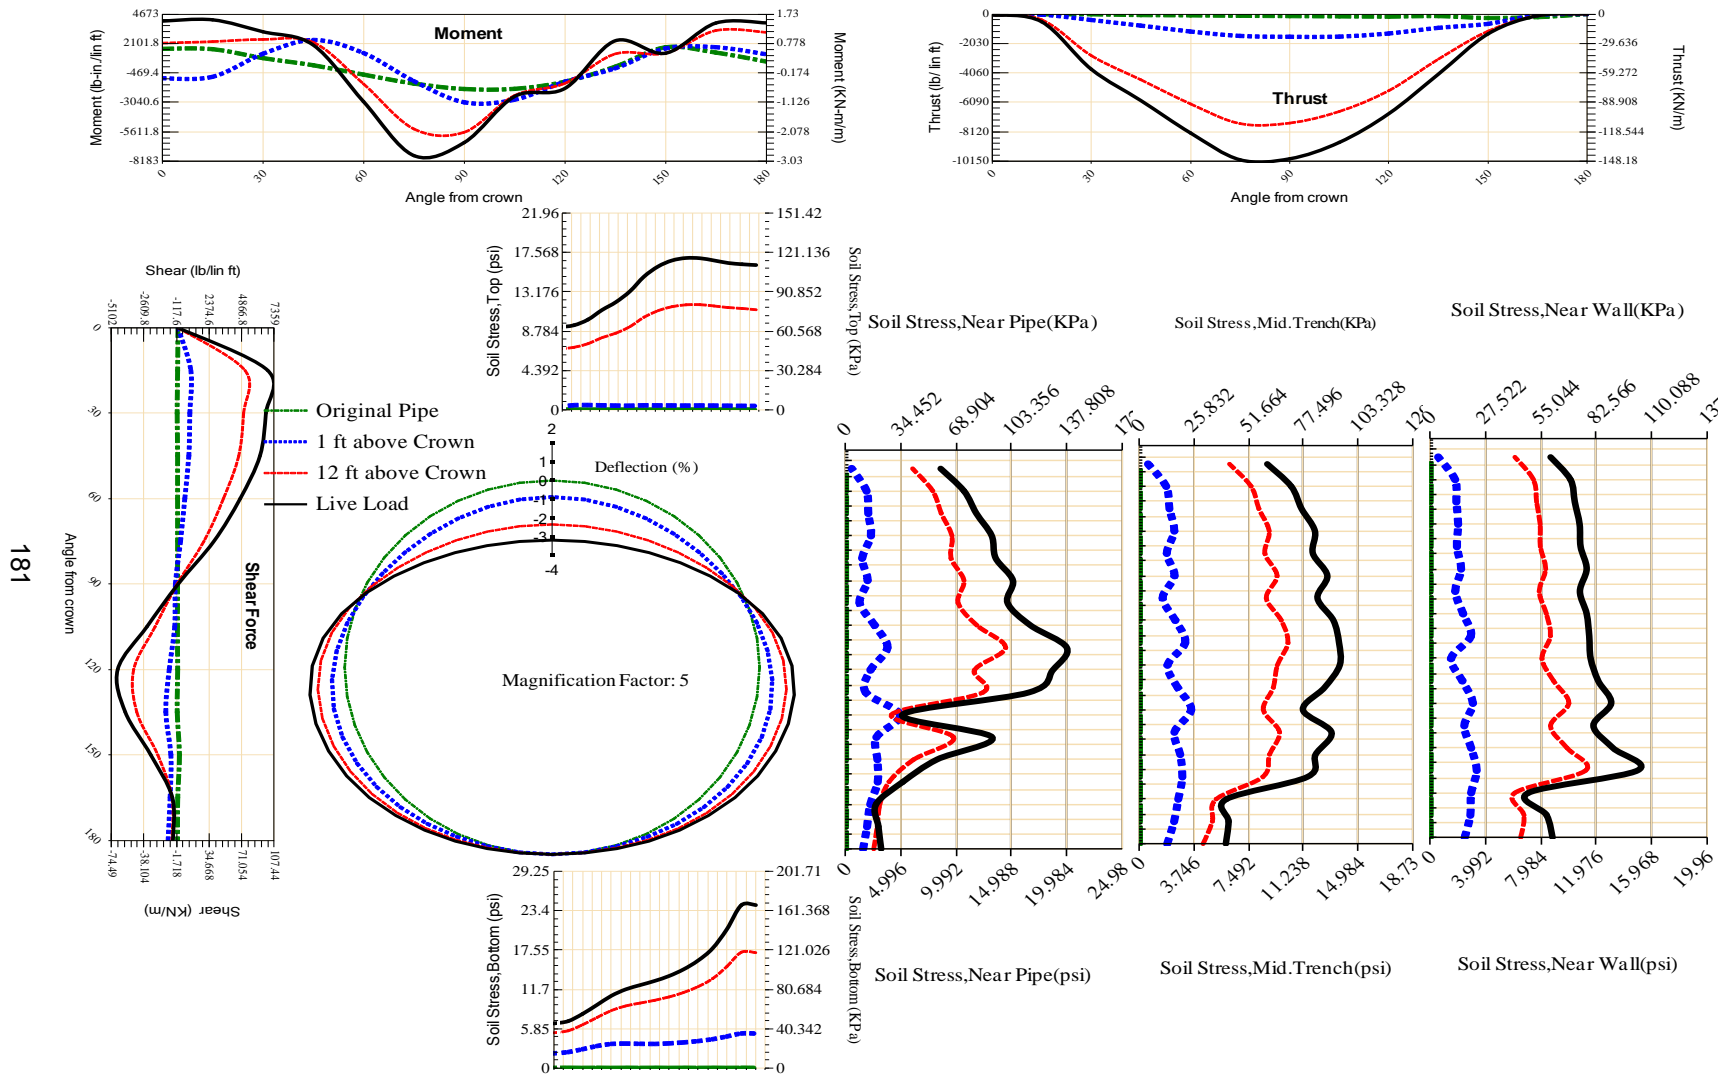 4673
2101.8
-469.4
-3040.6
-5611.8
-8183
Moment (lb-in /lin ft)
Moment
1.73
0.778
-0.174
-1.126
-2.078
-3.03
Moment (KN-m/m)
0 30 60 90 120 150 180
Angle from crown
0
-2030
-4060
-6090
-8120
-10150
Thrust (lb/ lin ft)
Thrust
0
-29.636
-59.272
-88.908
-118.544
-148.18
Thrust (KN/m)
0 30 60 90 120 150 180
Angle from crown
21.96
17.568
13.176
8.784
4.392
0
Soil Stress,Top (psi)
151.42
121.136
90.852
60.568
30.284
0
Soil Stress,Top (KPa)
Shear (lb/lin ft)
-5102 -2609.8 -117.6 2374.6 4866.8 7359
0
30
60
90
120
150
180
Angle from crown
Shear Force
-74.49 -38.104 -1.718 34.668 71.054 107.44
Shear (KN/m)
181
Original Pipe
1 ft above Crown
12 ft above Crown
Live Load
2
1
0
-1
-2
-3
-4
Deflection (%)
Magnification Factor: 5
29.25
23.4
17.55
11.7
5.85
0
Soil Stress,Bottom (psi)
201.71
161.368
121.026
80.684
40.342
0
Soil Stress,Bottom (KPa)
Soil Stress,Near Pipe(KPa)
0 34.452 68.904 103.356 137.808
0 4.996 9.992 14.988 19.984 24.98
Soil Stress,Near Pipe(psi)
Soil Stress,Mid.Trench(KPa)
0 25.832 51.664 77.496 103.328
0 3.746 7.492 11.238 14.984 18.73
Soil Stress,Mid.Trench(psi)
Soil Stress,Near Wall(KPa)
0 27.522 55.044 82.566 110.088
0 3.992 7.984 11.976 15.968 19.96
Soil Stress,Near Wall(psi)